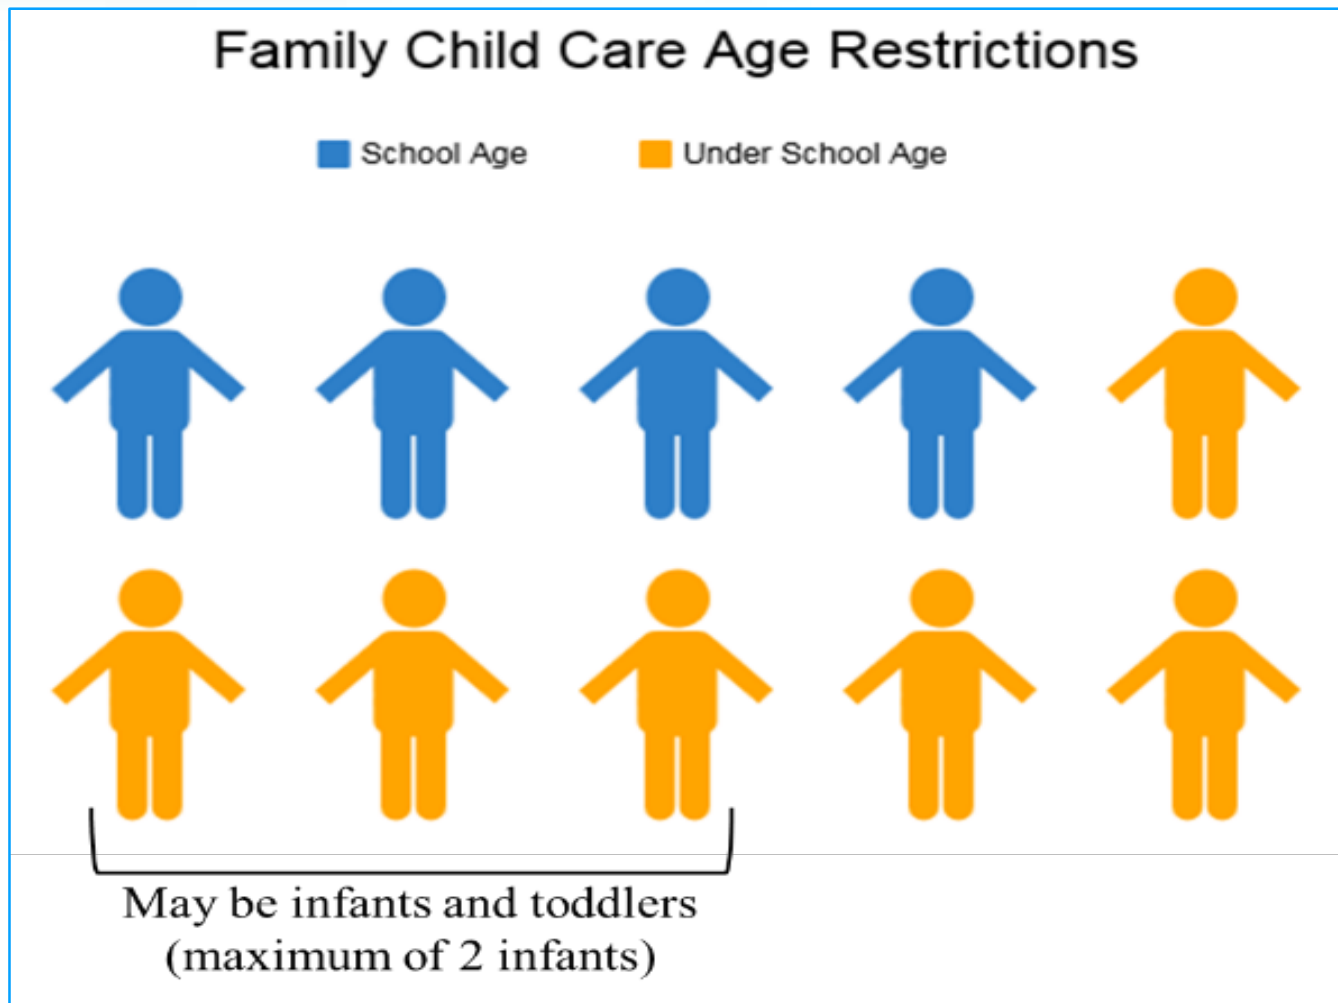 Family Child Care Age Restrictions
School Age
Under School Age
May be infants and toddlers
(maximum of 2 infants)